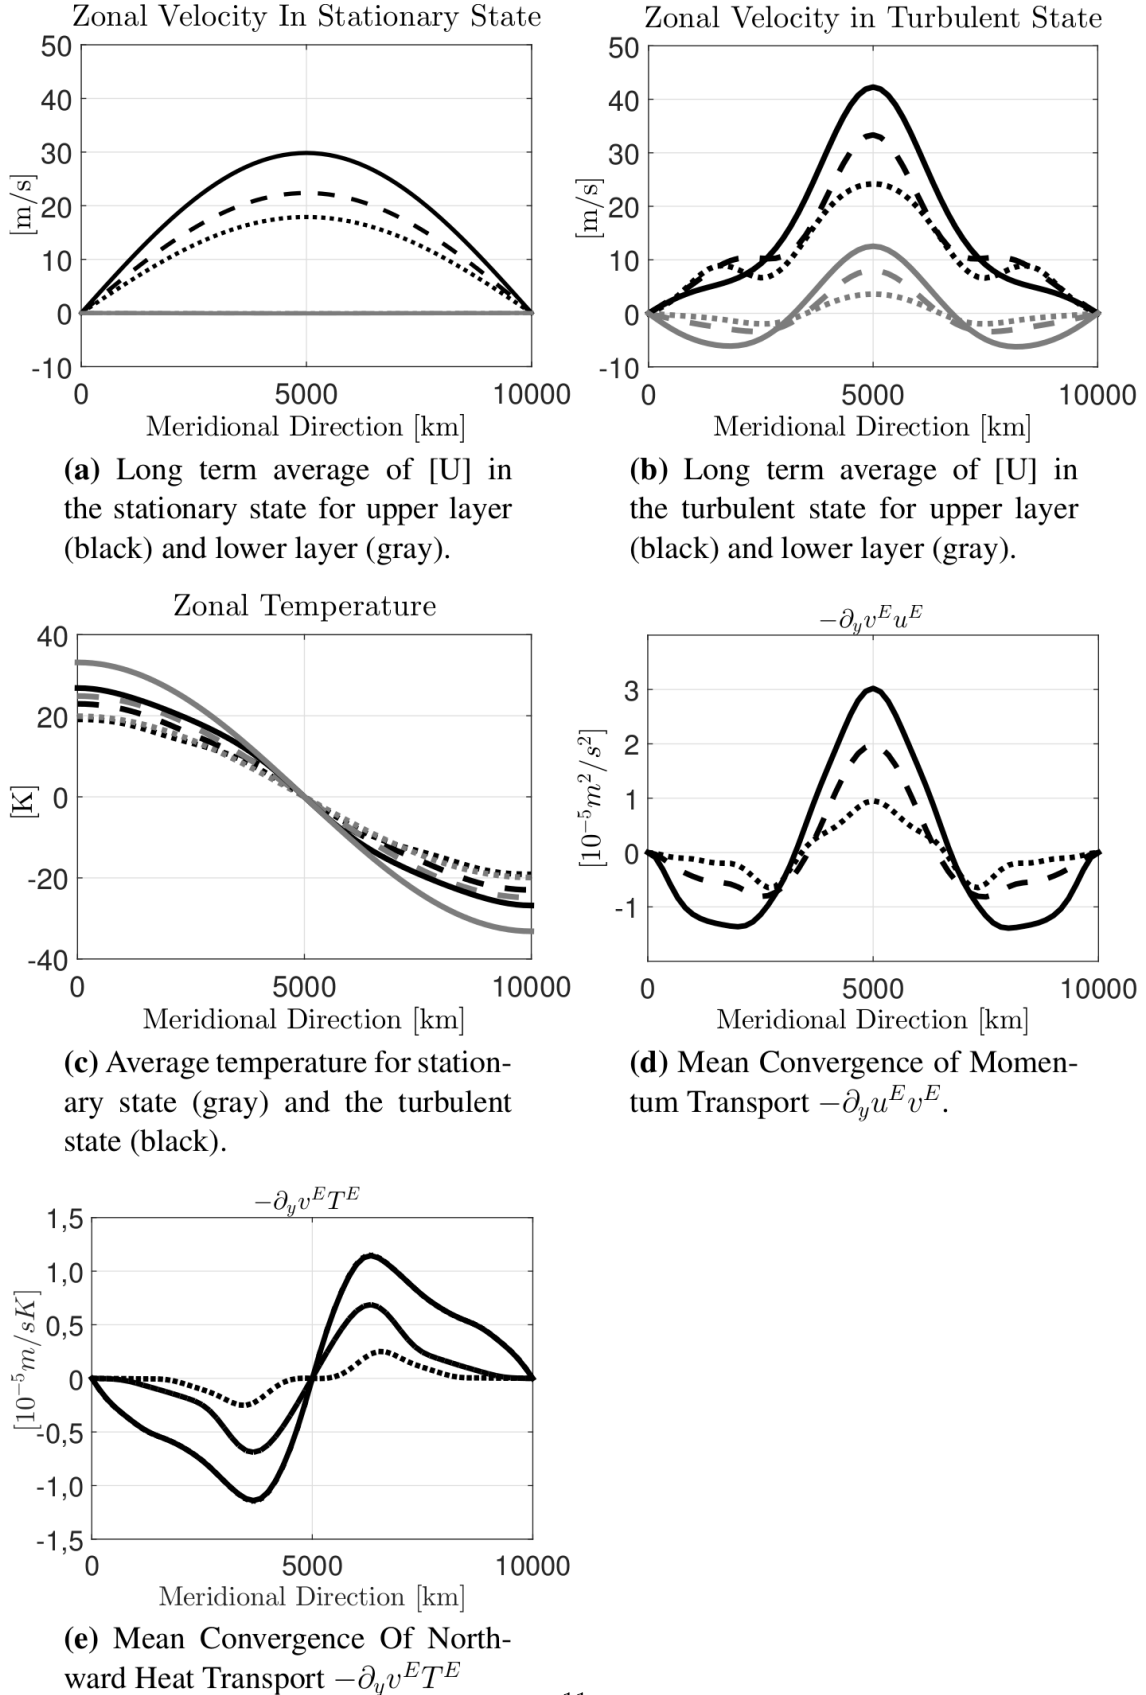 Zonal Velocity In Stationary State
50
40
30
20
10
0
-10
[m/s]
0 5000 10000
Meridional Direction [km]
(a) Long term average of [U] in
the stationary state for upper layer
(black) and lower layer (gray).
Zonal Velocity in Turbulent State
50
40
30
20
10
0
-10
[m/s]
0 5000 10000
Meridional Direction [km]
(b) Long term average of [U] in
the turbulent state for upper layer
(black) and lower layer (gray).
Zonal Temperature
40
20
0
-20
-40
[K]
0 5000 10000
Meridional Direction [km]
(c) Average temperature for station-
ary state (gray) and the turbulent
state (black).
−∂_y v^E u^E
3
2
1
0
-1
[10^{−5} m^2/s^2]
0 5000 10000
Meridional Direction [km]
(d) Mean Convergence of Momen-
tum Transport −∂_y u^E v^E.
−∂_y v^E T^E
1,5
1,0
0,5
0
-0,5
-1,0
-1,5
[10^{−5} m/sK]
0 5000 10000
Meridional Direction [km]
(e) Mean Convergence Of North-
ward Heat Transport −∂_y v^E T^E